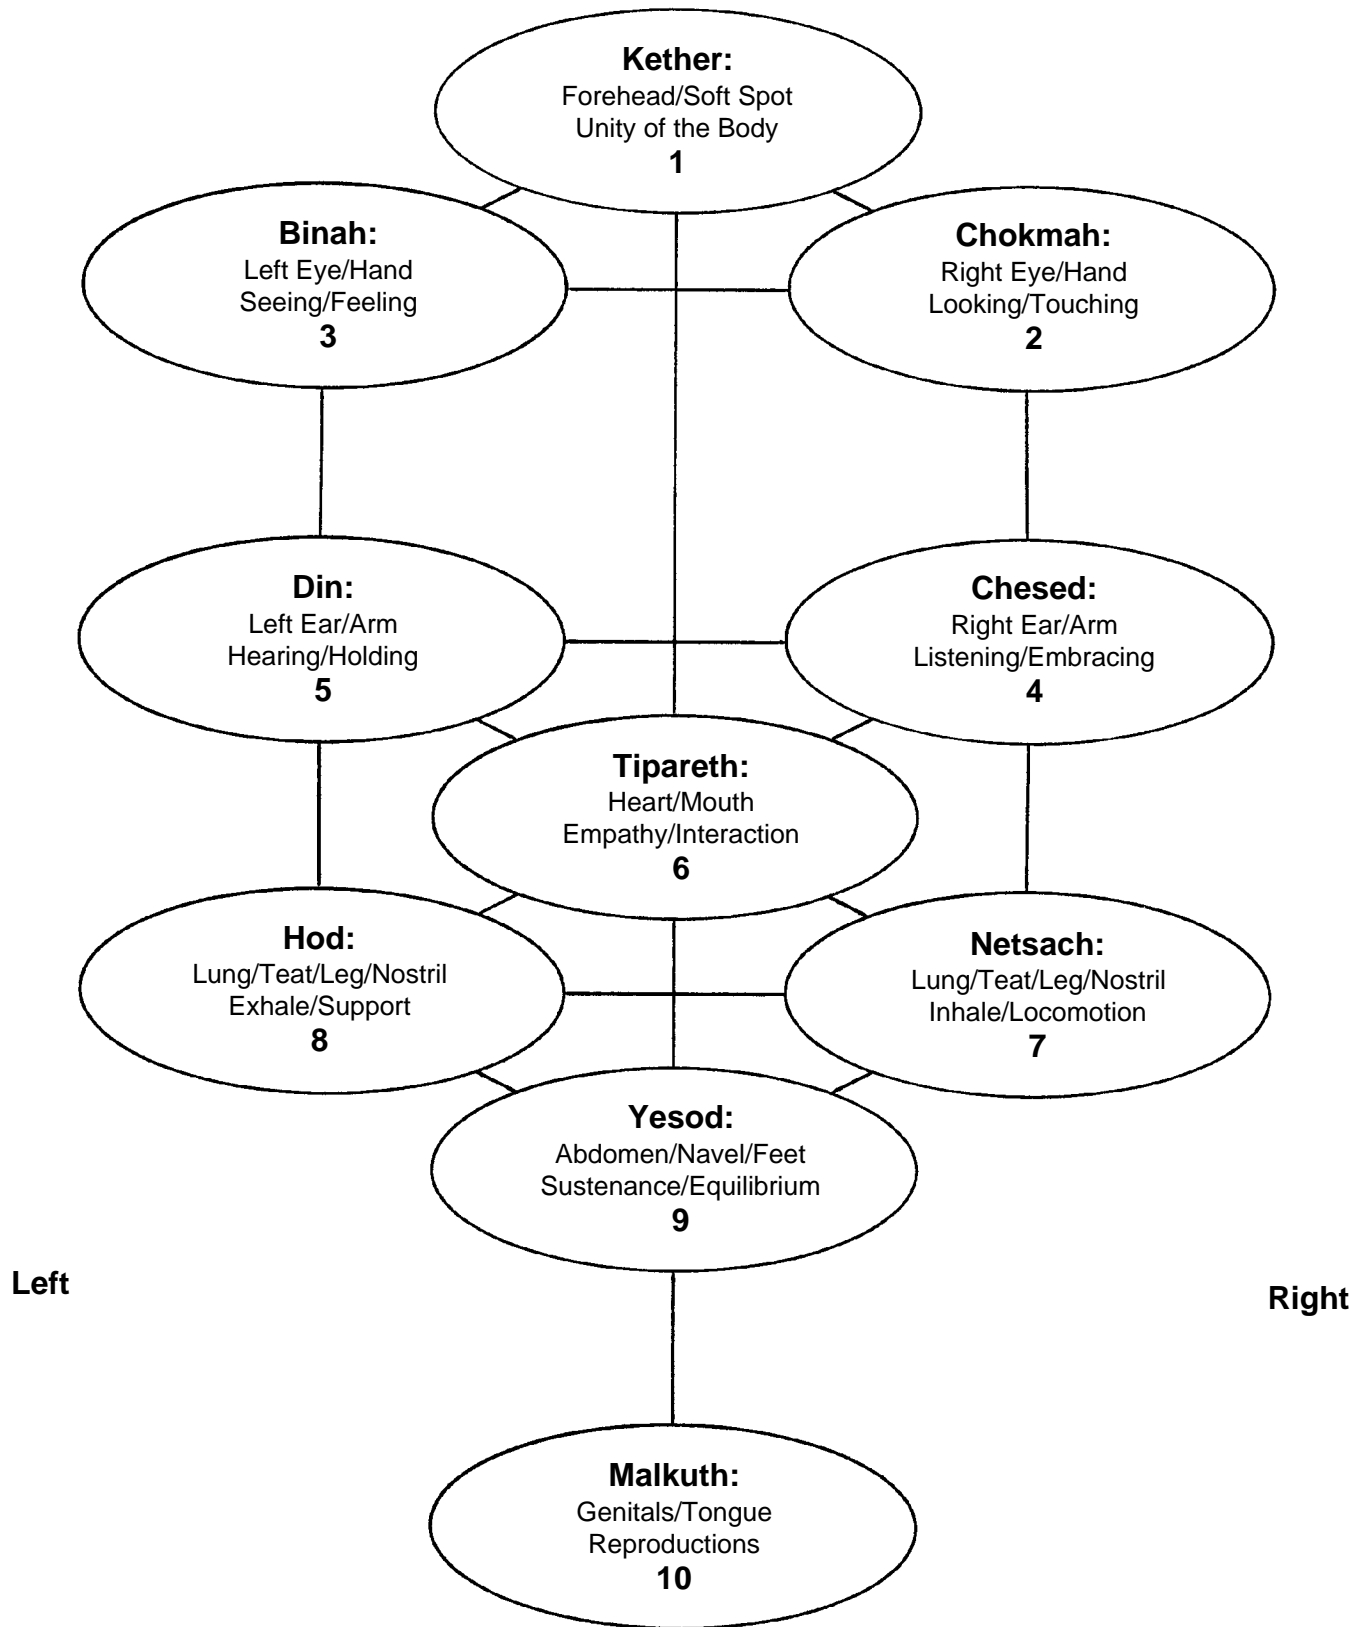 Kether:
Forehead/Soft Spot
Unity of the Body
1
Binah:
Left Eye/Hand
Seeing/Feeling
3
Chokmah:
Right Eye/Hand
Looking/Touching
2
Din:
Left Ear/Arm
Hearing/Holding
5
Chesed:
Right Ear/Arm
Listening/Embracing
4
Tipareth:
Heart/Mouth
Empathy/Interaction
6
Hod:
Lung/Teat/Leg/Nostril
Exhale/Support
8
Netsach:
Lung/Teat/Leg/Nostril
Inhale/Locomotion
7
Yesod:
Abdomen/Navel/Feet
Sustenance/Equilibrium
9
Left
Right
Malkuth:
Genitals/Tongue
Reproductions
10